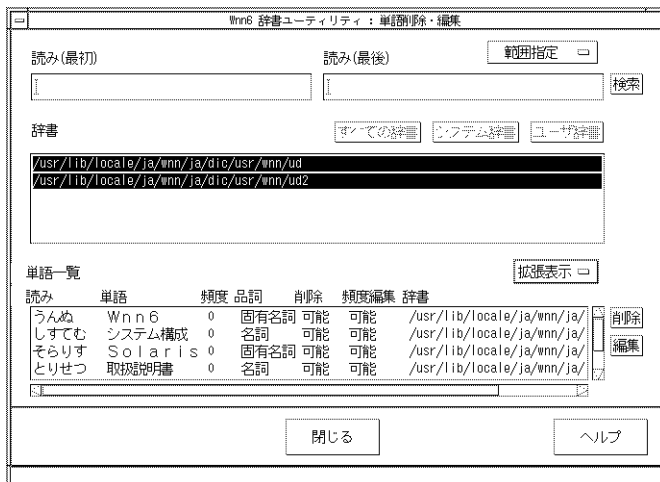 Wnn6 辞書ユーティリティ : 単語削除・編集
読み(最初) 読み(最後) 範囲指定
検索
辞書 すべての辞書 システム辞書 ユーザ辞書
/usr/lib/locale/ja/wnn/ja/dic/usr/wnn/ud
/usr/lib/locale/ja/wnn/ja/dic/usr/wnn/ud2
単語一覧 拡張表示
読み 単語 頻度 品詞 削除 頻度編集 辞書
うんぬ Wnn6 0 固有名詞 可能 可能 /usr/lib/locale/ja/wnn/ja/ 削除
しすてむ システム構成 0 名詞 可能 可能 /usr/lib/locale/ja/wnn/ja/
そらりす Solaris 0 固有名詞 可能 可能 /usr/lib/locale/ja/wnn/ja/ 編集
とりせつ 取扱説明書 0 名詞 可能 可能 /usr/lib/locale/ja/wnn/ja/
閉じる ヘルプ